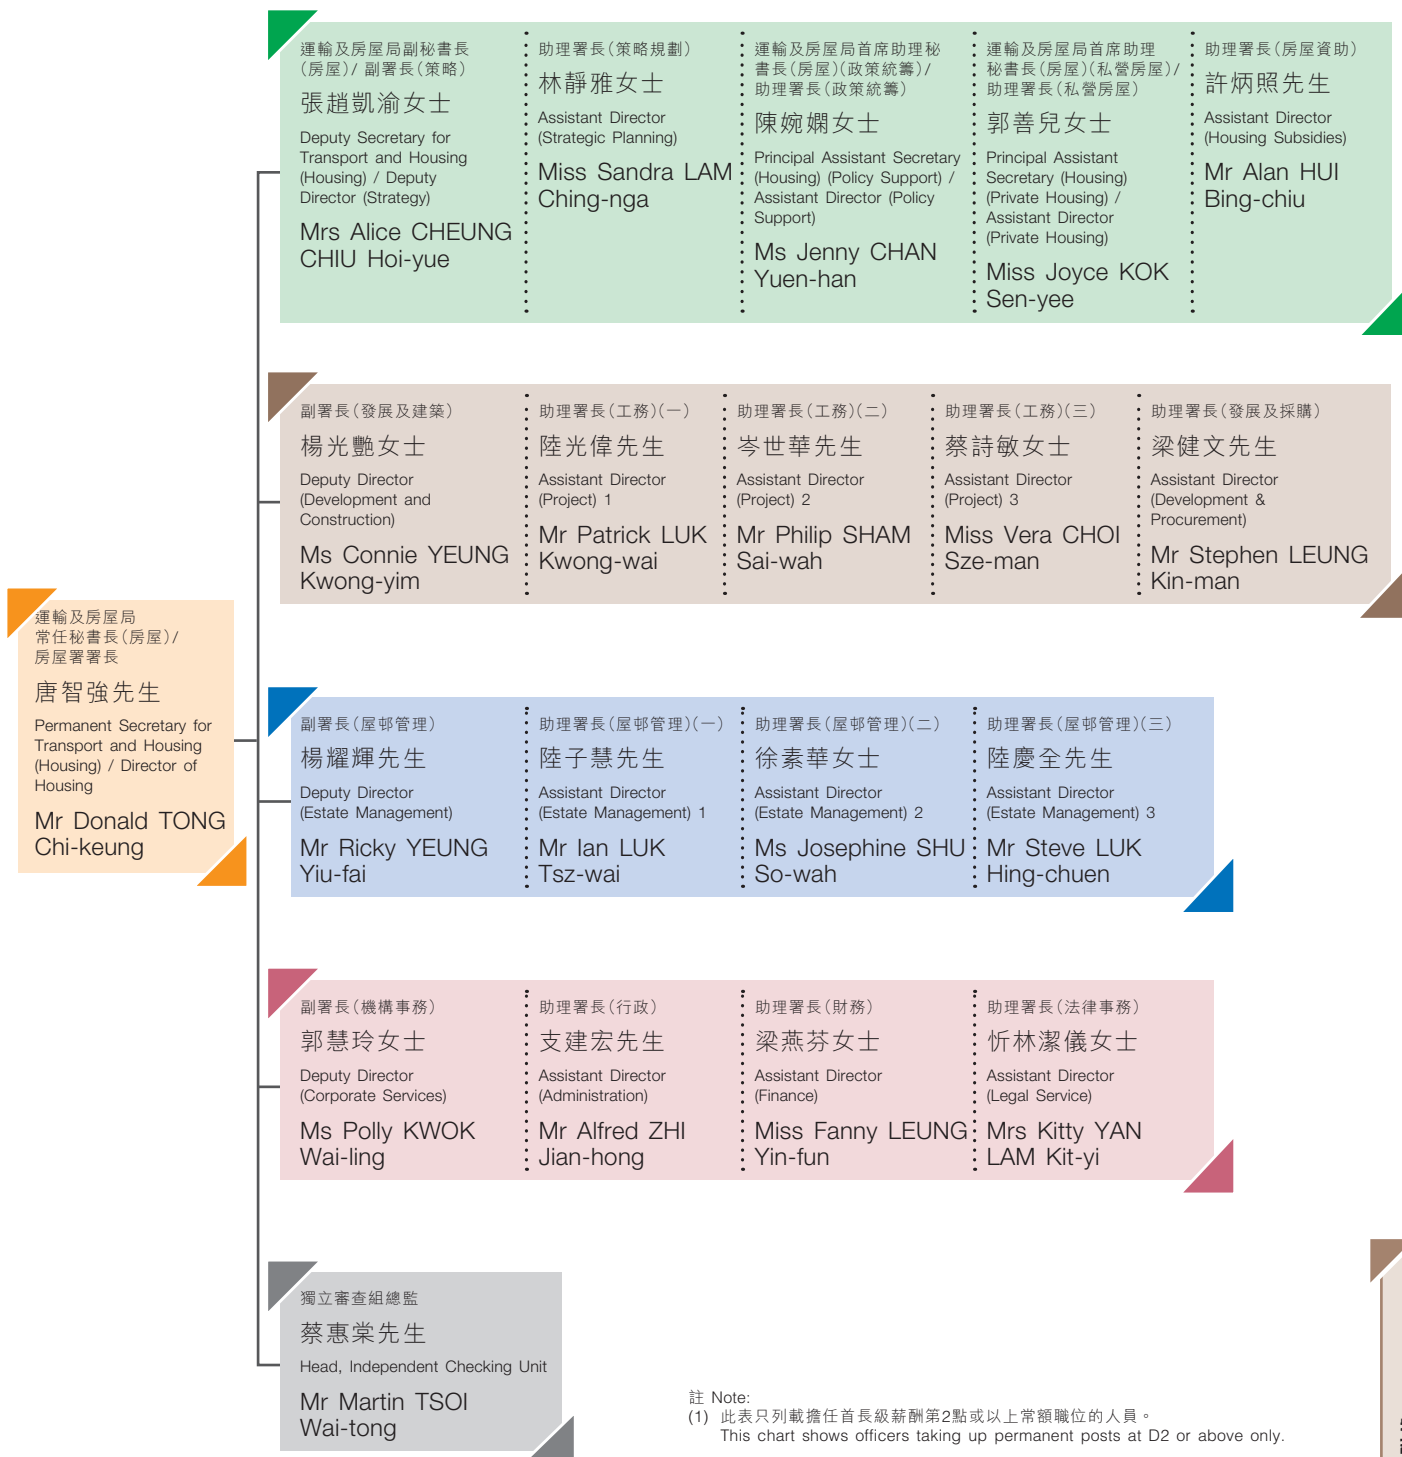 運輸及房屋局副秘書長
(房屋)/ 副署長(策略)
張趙凱渝女士
Deputy Secretary for
Transport and Housing
(Housing) / Deputy
Director (Strategy)
Mrs Alice CHEUNG
CHIU Hoi-yue
助理署長(策略規劃)
林靜雅女士
Assistant Director
(Strategic Planning)
Miss Sandra LAM
Ching-nga
運輸及房屋局首席助理秘
書長(房屋)(政策統籌)/
助理署長(政策統籌)
陳婉嫻女士
Principal Assistant Secretary
(Housing) (Policy Support) /
Assistant Director (Policy
Support)
Ms Jenny CHAN
Yuen-han
運輸及房屋局首席助理
秘書長(房屋)(私營房屋)/
助理署長(私營房屋)
郭善兒女士
Principal Assistant
Secretary (Housing)
(Private Housing) /
Assistant Director
(Private Housing)
Miss Joyce KOK
Sen-yee
助理署長(房屋資助)
許炳照先生
Assistant Director
(Housing Subsidies)
Mr Alan HUI
Bing-chiu
副署長(發展及建築)
楊光艷女士
Deputy Director
(Development and
Construction)
Ms Connie YEUNG
Kwong-yim
助理署長(工務)(一)
陸光偉先生
Assistant Director
(Project) 1
Mr Patrick LUK
Kwong-wai
助理署長(工務)(二)
岑世華先生
Assistant Director
(Project) 2
Mr Philip SHAM
Sai-wah
助理署長(工務)(三)
蔡詩敏女士
Assistant Director
(Project) 3
Miss Vera CHOI
Sze-man
助理署長(發展及採購)
梁健文先生
Assistant Director
(Development &
Procurement)
Mr Stephen LEUNG
Kin-man
運輸及房屋局
常任秘書長(房屋)/
房屋署署長
唐智強先生
Permanent Secretary for
Transport and Housing
(Housing) / Director of
Housing
Mr Donald TONG
Chi-keung
副署長(屋邨管理)
楊耀輝先生
Deputy Director
(Estate Management)
Mr Ricky YEUNG
Yiu-fai
助理署長(屋邨管理)(一)
陸子慧先生
Assistant Director
(Estate Management) 1
Mr Ian LUK
Tsz-wai
助理署長(屋邨管理)(二)
徐素華女士
Assistant Director
(Estate Management) 2
Ms Josephine SHU
So-wah
助理署長(屋邨管理)(三)
陸慶全先生
Assistant Director
(Estate Management) 3
Mr Steve LUK
Hing-chuen
副署長(機構事務)
郭慧玲女士
Deputy Director
(Corporate Services)
Ms Polly KWOK
Wai-ling
助理署長(行政)
支建宏先生
Assistant Director
(Administration)
Mr Alfred ZHI
Jian-hong
助理署長(財務)
梁燕芬女士
Assistant Director
(Finance)
Miss Fanny LEUNG
Yin-fun
助理署長(法律事務)
忻林潔儀女士
Assistant Director
(Legal Service)
Mrs Kitty YAN
LAM Kit-yi
獨立審查組總監
蔡惠棠先生
Head, Independent Checking Unit
Mr Martin TSOI
Wai-tong
註 Note:
(1) 此表只列載擔任首長級薪酬第2點或以上常額職位的人員。
This chart shows officers taking up permanent posts at D2 or above only.